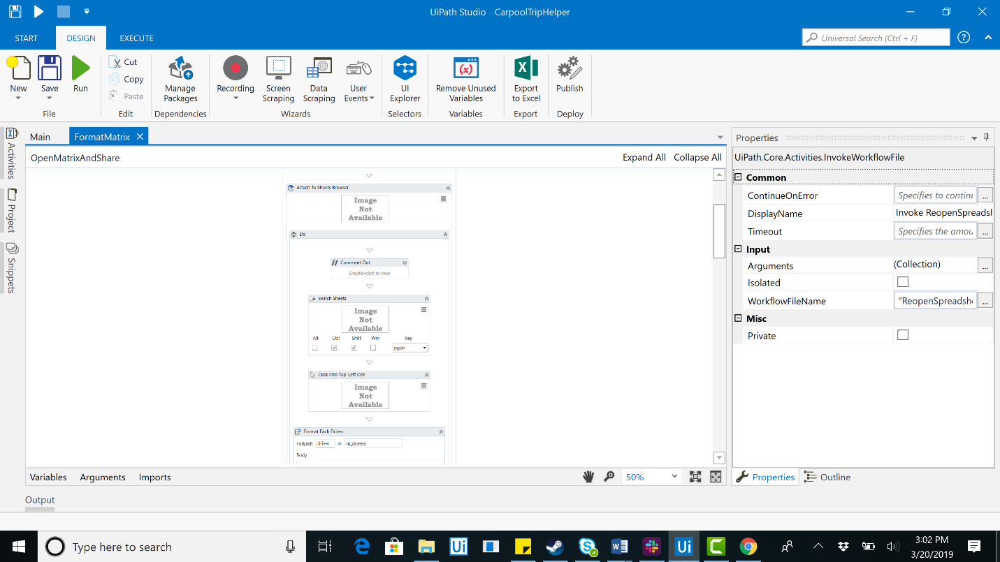 UiPath Studio - CarpoolTripHelper
START
DESIGN
EXECUTE
Universal Search (Ctrl + F)
?
New
Save
Run
File
Cut
Copy
Paste
Edit
Manage Packages
Dependencies
Recording
Screen Scraping
Data Scraping
User Events
Wizards
UI Explorer
Selectors
Remove Unused Variables
Variables
Export to Excel
Export
Publish
Deploy
Activities
Project
Snippets
Main
FormatMatrix
OpenMatrixAndShare
Expand All
Collapse All
Attach To Sheets Browser
Image
Not
Available
Do
// Comment Out
Double-click to view
Switch Sheets
Image
Not
Available
Alt Ctrl Shift Win Key
pgdn
Click Into Top-Left Cell
Image
Not
Available
Format Each Driver
ForEach driver in in_drivers
Body
Properties
UiPath.Core.Activities.InvokeWorkflowFile
Common
ContinueOnError Specifies to continu ...
DisplayName Invoke ReopenSpreadsh
Timeout Specifies the amou ...
Input
Arguments (Collection) ...
Isolated
WorkflowFileName "ReopenSpreadshe ...
Misc
Private
Variables
Arguments
Imports
50%
Properties
Outline
Output
Type here to search
Ui
Ui
3:02 PM
3/20/2019